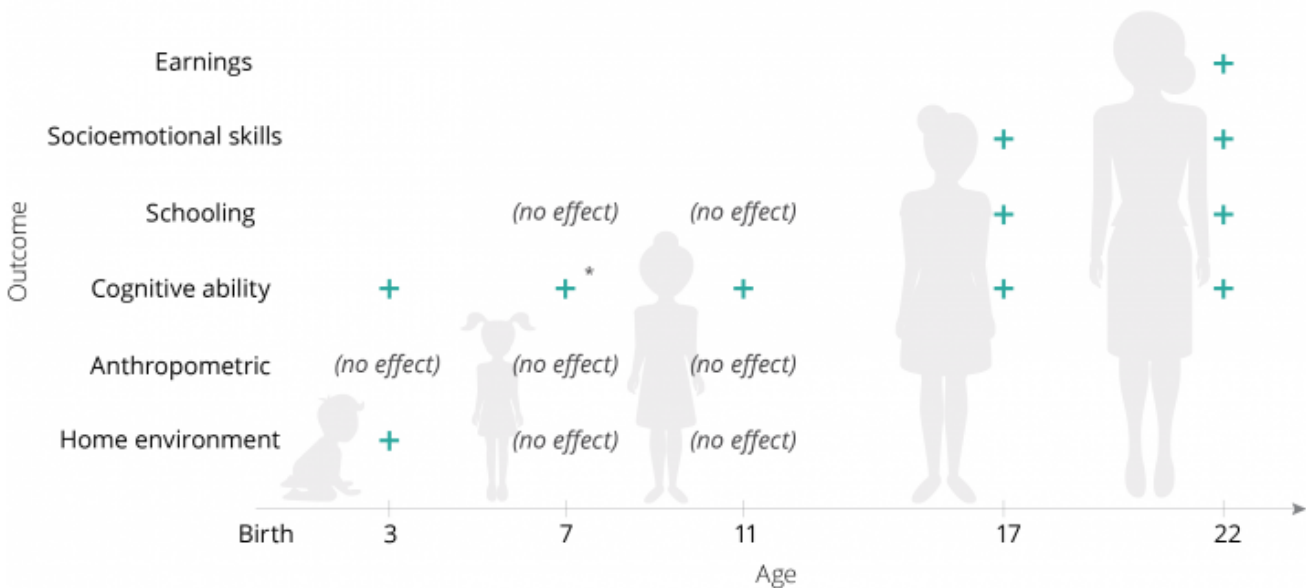 Earnings +
Socioemotional skills + +
Schooling (no effect) (no effect) + +
Cognitive ability + + * + + +
Anthropometric (no effect) (no effect) (no effect)
Home environment + (no effect) (no effect)
Outcome
Birth 3 7 11 17 22
Age